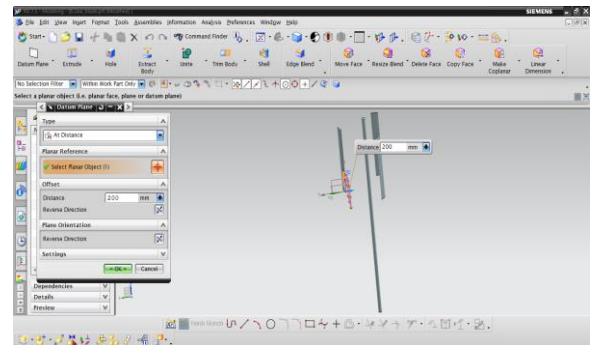 SIEMENS
File Edit View Insert Format Tools Assemblies Information Analysis Preferences Window Help
Start Command Finder
Datum Plane Extrude Hole Extract Body Unite Trim Body Shell Edge Blend Move Face Resize Blend Delete Face Copy Face Make Coplanar Linear Dimension
No Selection Filter Within Work Part Only
Select a planar object (i.e. planar face, plane or datum plane)
Datum Plane
Type
At Distance
Distance 200 mm
Planar Reference
Select Planar Object (1)
Offset
Distance 200 mm
Reverse Direction
Plane Orientation
Reverse Direction
Settings
OK Cancel
Dependencies
Details
Preview
Finish Sketch